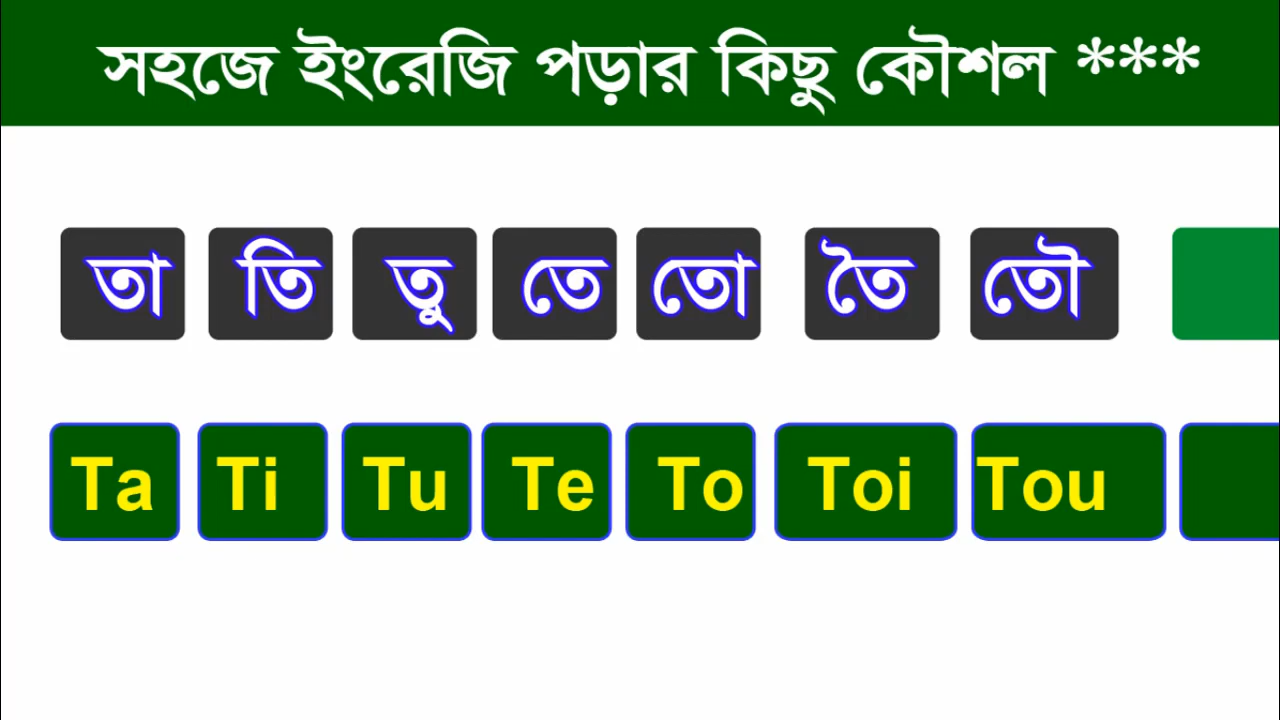 সহজে ইংরেজি পড়ার কিছু কৌশল ***
তা তি তু তে তো তৈ তৌ
Ta Ti Tu Te To Toi Tou